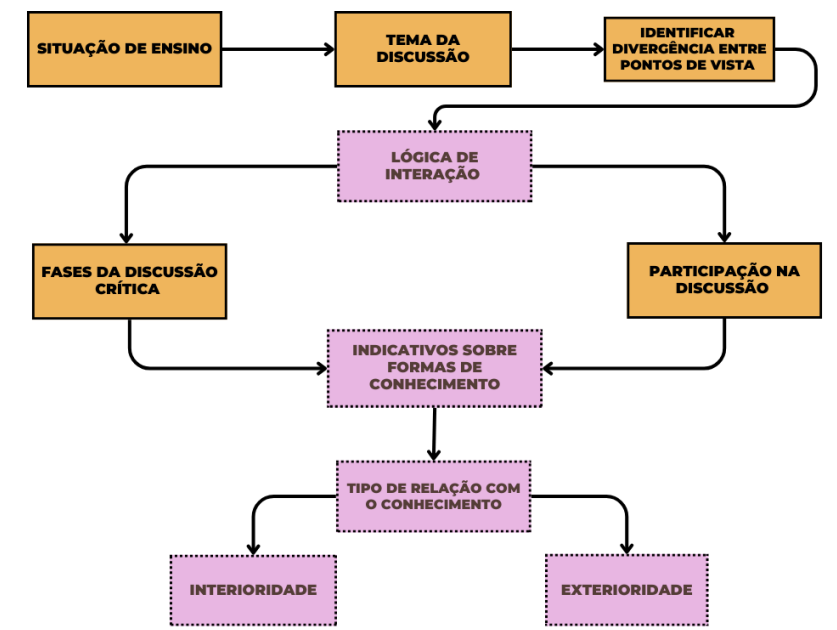 SITUAÇÃO DE ENSINO
TEMA DA
DISCUSSÃO
IDENTIFICAR
DIVERGÊNCIA ENTRE
PONTOS DE VISTA
LÓGICA DE
INTERAÇÃO
FASES DA DISCUSSÃO
CRÍTICA
PARTICIPAÇÃO NA
DISCUSSÃO
INDICATIVOS SOBRE
FORMAS DE
CONHECIMENTO
TIPO DE RELAÇÃO COM
O CONHECIMENTO
INTERIORIDADE
EXTERIORIDADE